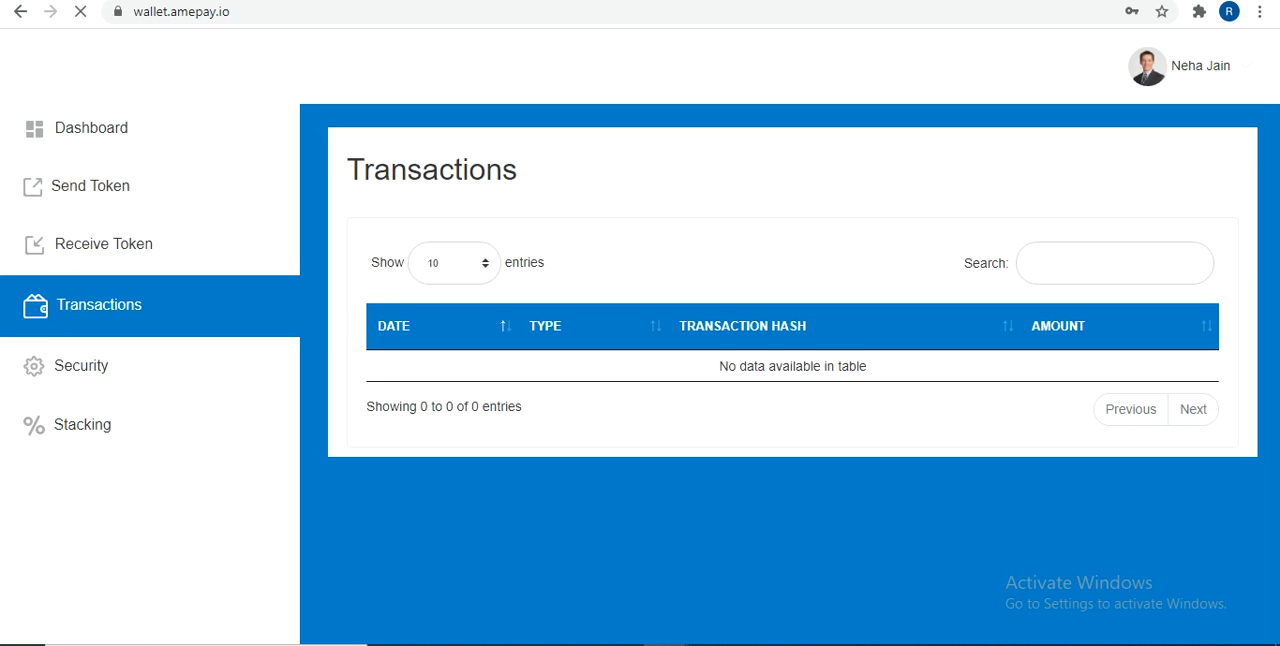 wallet.amepay.io
R
Neha Jain
Dashboard
Send Token
Receive Token
Transactions
Security
Stacking
Transactions
Show 10 entries
Search:
DATE TYPE TRANSACTION HASH AMOUNT
No data available in table
Showing 0 to 0 of 0 entries
Previous Next
Activate Windows
Go to Settings to activate Windows.